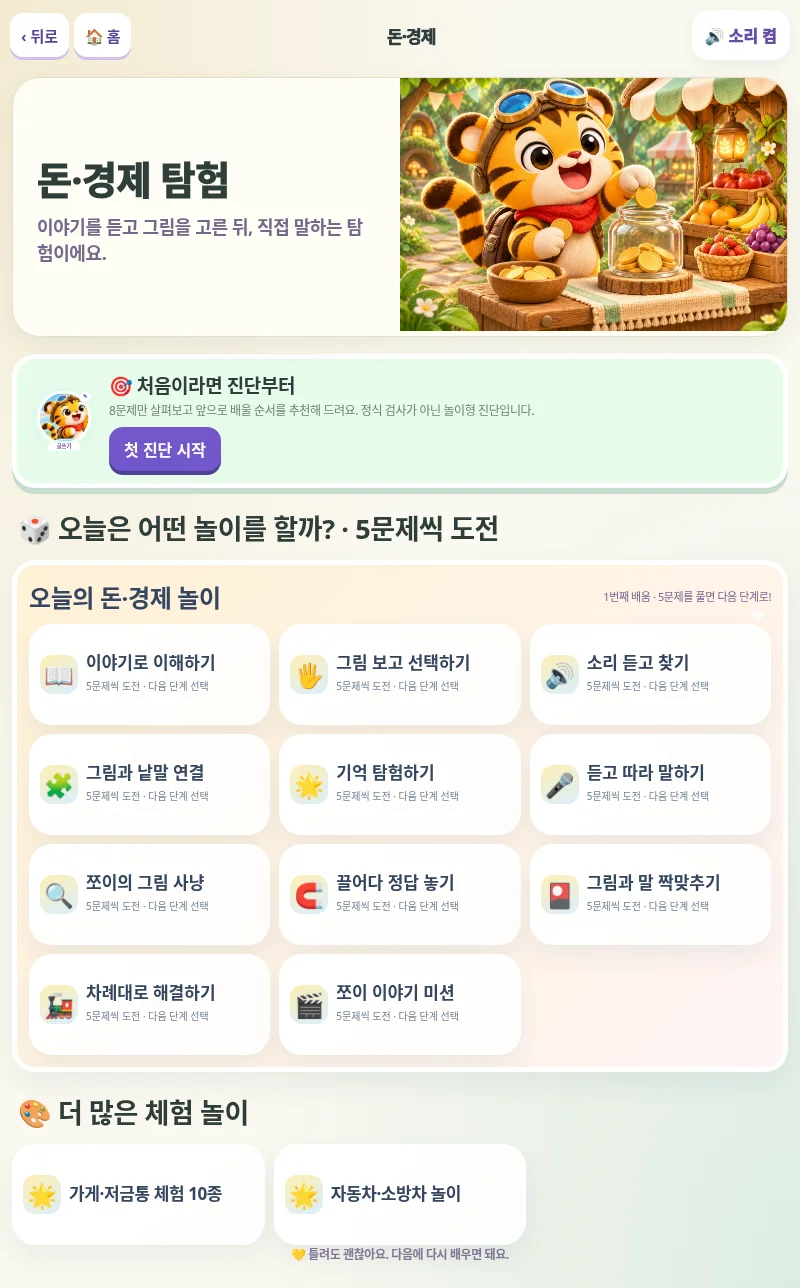 ‹ 뒤로
🏠 홈
돈·경제
🔊 소리 켬
돈·경제 탐험
이야기를 듣고 그림을 고른 뒤, 직접 말하는 탐
험이에요.
글쓰기
🎯 처음이라면 진단부터
8문제만 살펴보고 앞으로 배울 순서를 추천해 드려요. 정식 검사가 아닌 놀이형 진단입니다.
첫 진단 시작
🎲 오늘은 어떤 놀이를 할까? · 5문제씩 도전
오늘의 돈·경제 놀이
1번째 배움 · 5문제를 풀면 다음 단계로!
📖 이야기로 이해하기
5문제씩 도전 · 다음 단계 선택
🖐 그림 보고 선택하기
5문제씩 도전 · 다음 단계 선택
🔊 소리 듣고 찾기
5문제씩 도전 · 다음 단계 선택
🧩 그림과 낱말 연결
5문제씩 도전 · 다음 단계 선택
🌟 기억 탐험하기
5문제씩 도전 · 다음 단계 선택
🎤 듣고 따라 말하기
5문제씩 도전 · 다음 단계 선택
🔍 쪼이의 그림 사냥
5문제씩 도전 · 다음 단계 선택
🧲 끌어다 정답 놓기
5문제씩 도전 · 다음 단계 선택
🎴 그림과 말 짝맞추기
5문제씩 도전 · 다음 단계 선택
🚂 차례대로 해결하기
5문제씩 도전 · 다음 단계 선택
🎬 쪼이 이야기 미션
5문제씩 도전 · 다음 단계 선택
🎨 더 많은 체험 놀이
🌟 가게·저금통 체험 10종
🌟 자동차·소방차 놀이
💛 틀려도 괜찮아요. 다음에 다시 배우면 돼요.